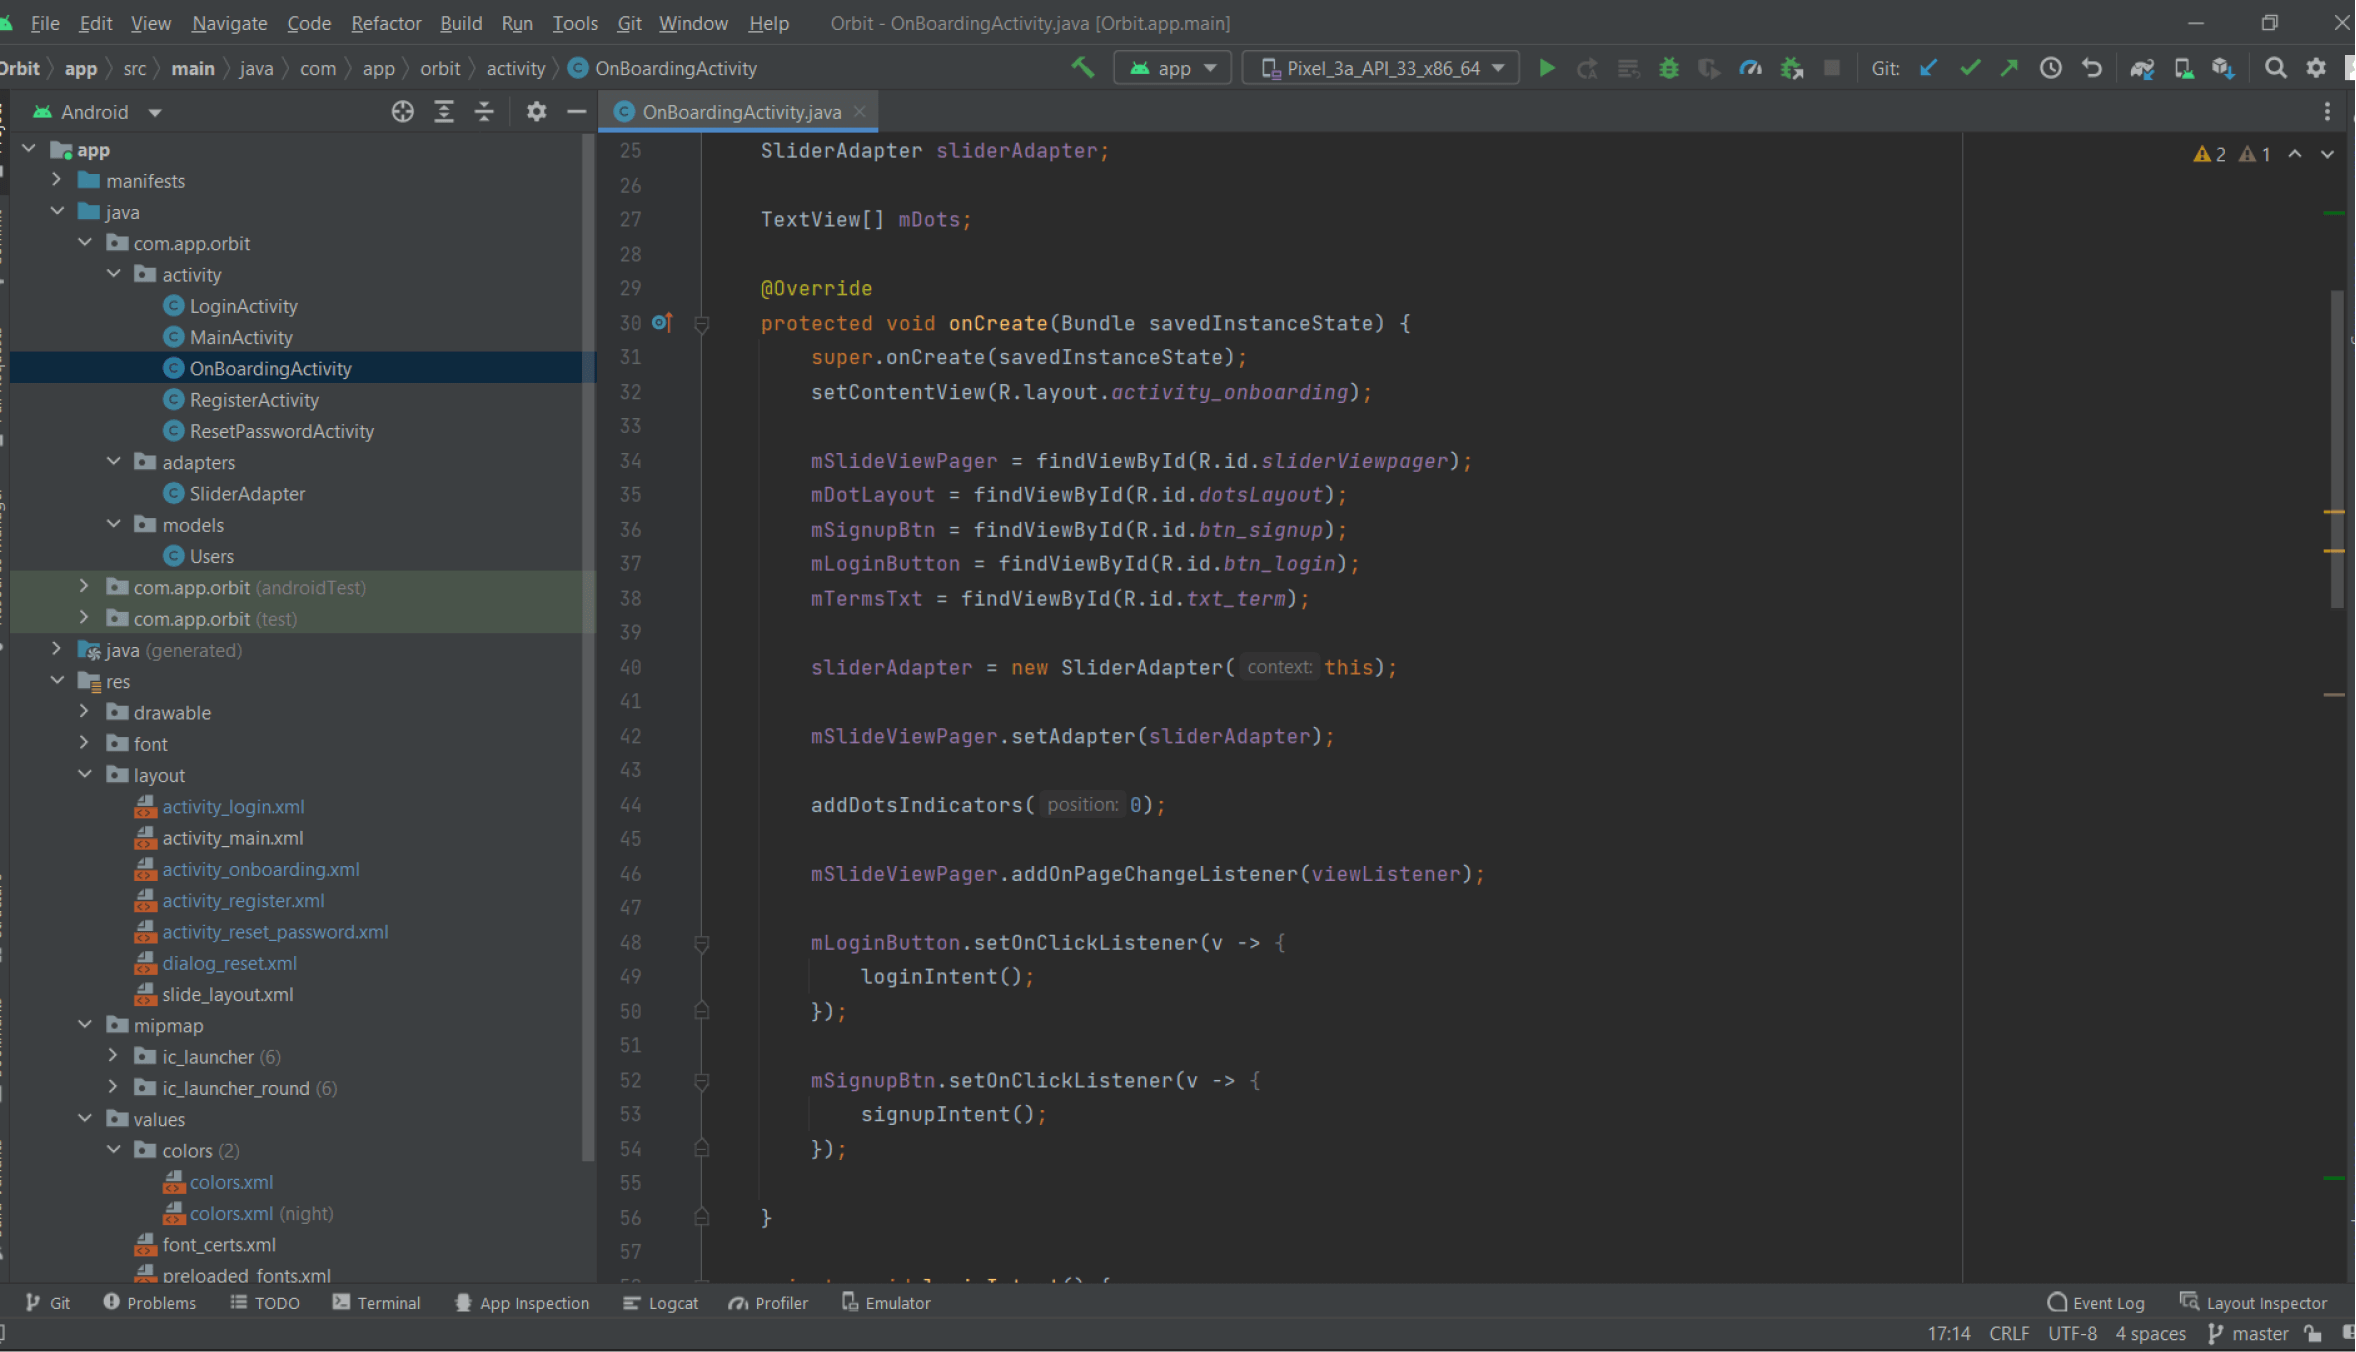 File Edit View Navigate Code Refactor Build Run Tools Git Window Help Orbit - OnBoardingActivity.java [Orbit.app.main]
Orbit app src main java com app orbit activity OnBoardingActivity app Pixel_3a_API_33_x86_64 Git:
Android
OnBoardingActivity.java
app
manifests
java
com.app.orbit
activity
LoginActivity
MainActivity
OnBoardingActivity
RegisterActivity
ResetPasswordActivity
adapters
SliderAdapter
models
Users
com.app.orbit (androidTest)
com.app.orbit (test)
java (generated)
res
drawable
font
layout
activity_login.xml
activity_main.xml
activity_onboarding.xml
activity_register.xml
activity_reset_password.xml
dialog_reset.xml
slide_layout.xml
mipmap
ic_launcher (6)
ic_launcher_round (6)
values
colors (2)
colors.xml
colors.xml (night)
font_certs.xml
preloaded_fonts.xml
2 1
25 SliderAdapter sliderAdapter;
26
27 TextView[] mDots;
28
29 @Override
30 protected void onCreate(Bundle savedInstanceState) {
31 super.onCreate(savedInstanceState);
32 setContentView(R.layout.activity_onboarding);
33
34 mSlideViewPager = findViewById(R.id.sliderViewpager);
35 mDotLayout = findViewById(R.id.dotsLayout);
36 mSignupBtn = findViewById(R.id.btn_signup);
37 mLoginButton = findViewById(R.id.btn_login);
38 mTermsTxt = findViewById(R.id.txt_term);
39
40 sliderAdapter = new SliderAdapter( context: this);
41
42 mSlideViewPager.setAdapter(sliderAdapter);
43
44 addDotsIndicators( position: 0);
45
46 mSlideViewPager.addOnPageChangeListener(viewListener);
47
48 mLoginButton.setOnClickListener(v -> {
49 loginIntent();
50 });
51
52 mSignupBtn.setOnClickListener(v -> {
53 signupIntent();
54 });
55
56 }
57
Git Problems TODO Terminal App Inspection Logcat Profiler Emulator Event Log Layout Inspector
17:14 CRLF UTF-8 4 spaces master